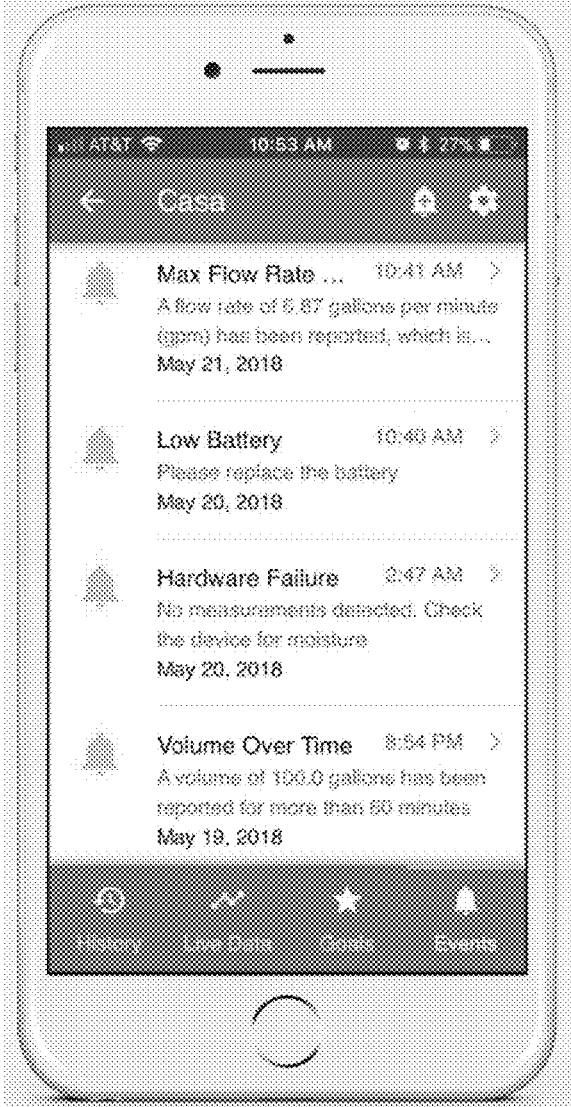 AT&T 10:53 AM 27%
Casa
Max Flow Rate ... 10:41 AM
A flow rate of 6.87 gallons per minute
(gpm) has been reported, which is...
May 21, 2018
Low Battery 10:40 AM
Please replace the battery
May 20, 2018
Hardware Failure 2:47 AM
No measurements detected. Check
the device for moisture
May 20, 2018
Volume Over Time 8:54 PM
A volume of 100.0 gallons has been
reported for more than 60 minutes
May 19, 2018
History Live Data Goals Events